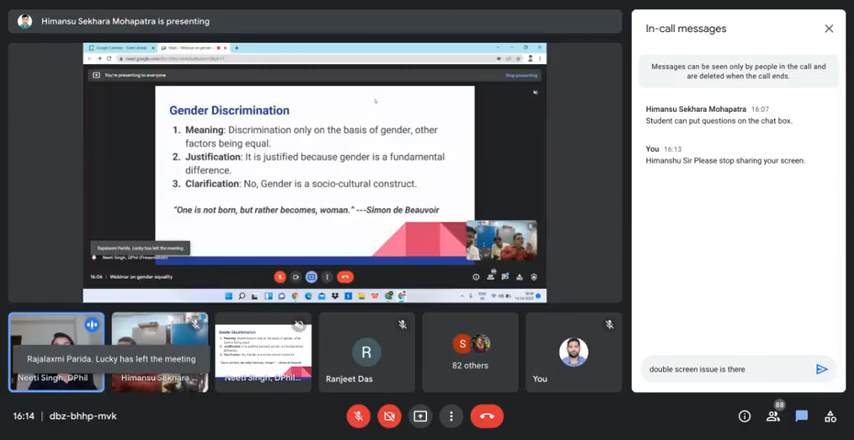 Himansu Sekhara Mohapatra is presenting
You're presenting to everyone
Stop presenting
Gender Discrimination
1. Meaning: Discrimination only on the basis of gender, other
factors being equal.
2. Justification: It is justified because gender is a fundamental
difference.
3. Clarification: No, Gender is a socio-cultural construct.
"One is not born, but rather becomes, woman." ---Simon de Beauvoir
Rajalaxmi Parida. Lucky has left the meeting
Neeti Singh, DPhil (Presentation)
16:06 | Webinar on gender equality
Rajalaxmi Parida. Lucky has left the meeting
Neeti Singh, DPhil
Himansu Sekhara ...
Gender Discrimination
Neeti Singh, DPhil...
R
Ranjeet Das
S
82 others
You
16:14 | dbz-bhhp-mvk
In-call messages
Messages can be seen only by people in the call and
are deleted when the call ends.
Himansu Sekhara Mohapatra 16:07
Student can put questions on the chat box.
You 16:13
Himanshu Sir Please stop sharing your screen.
double screen issue is there
88